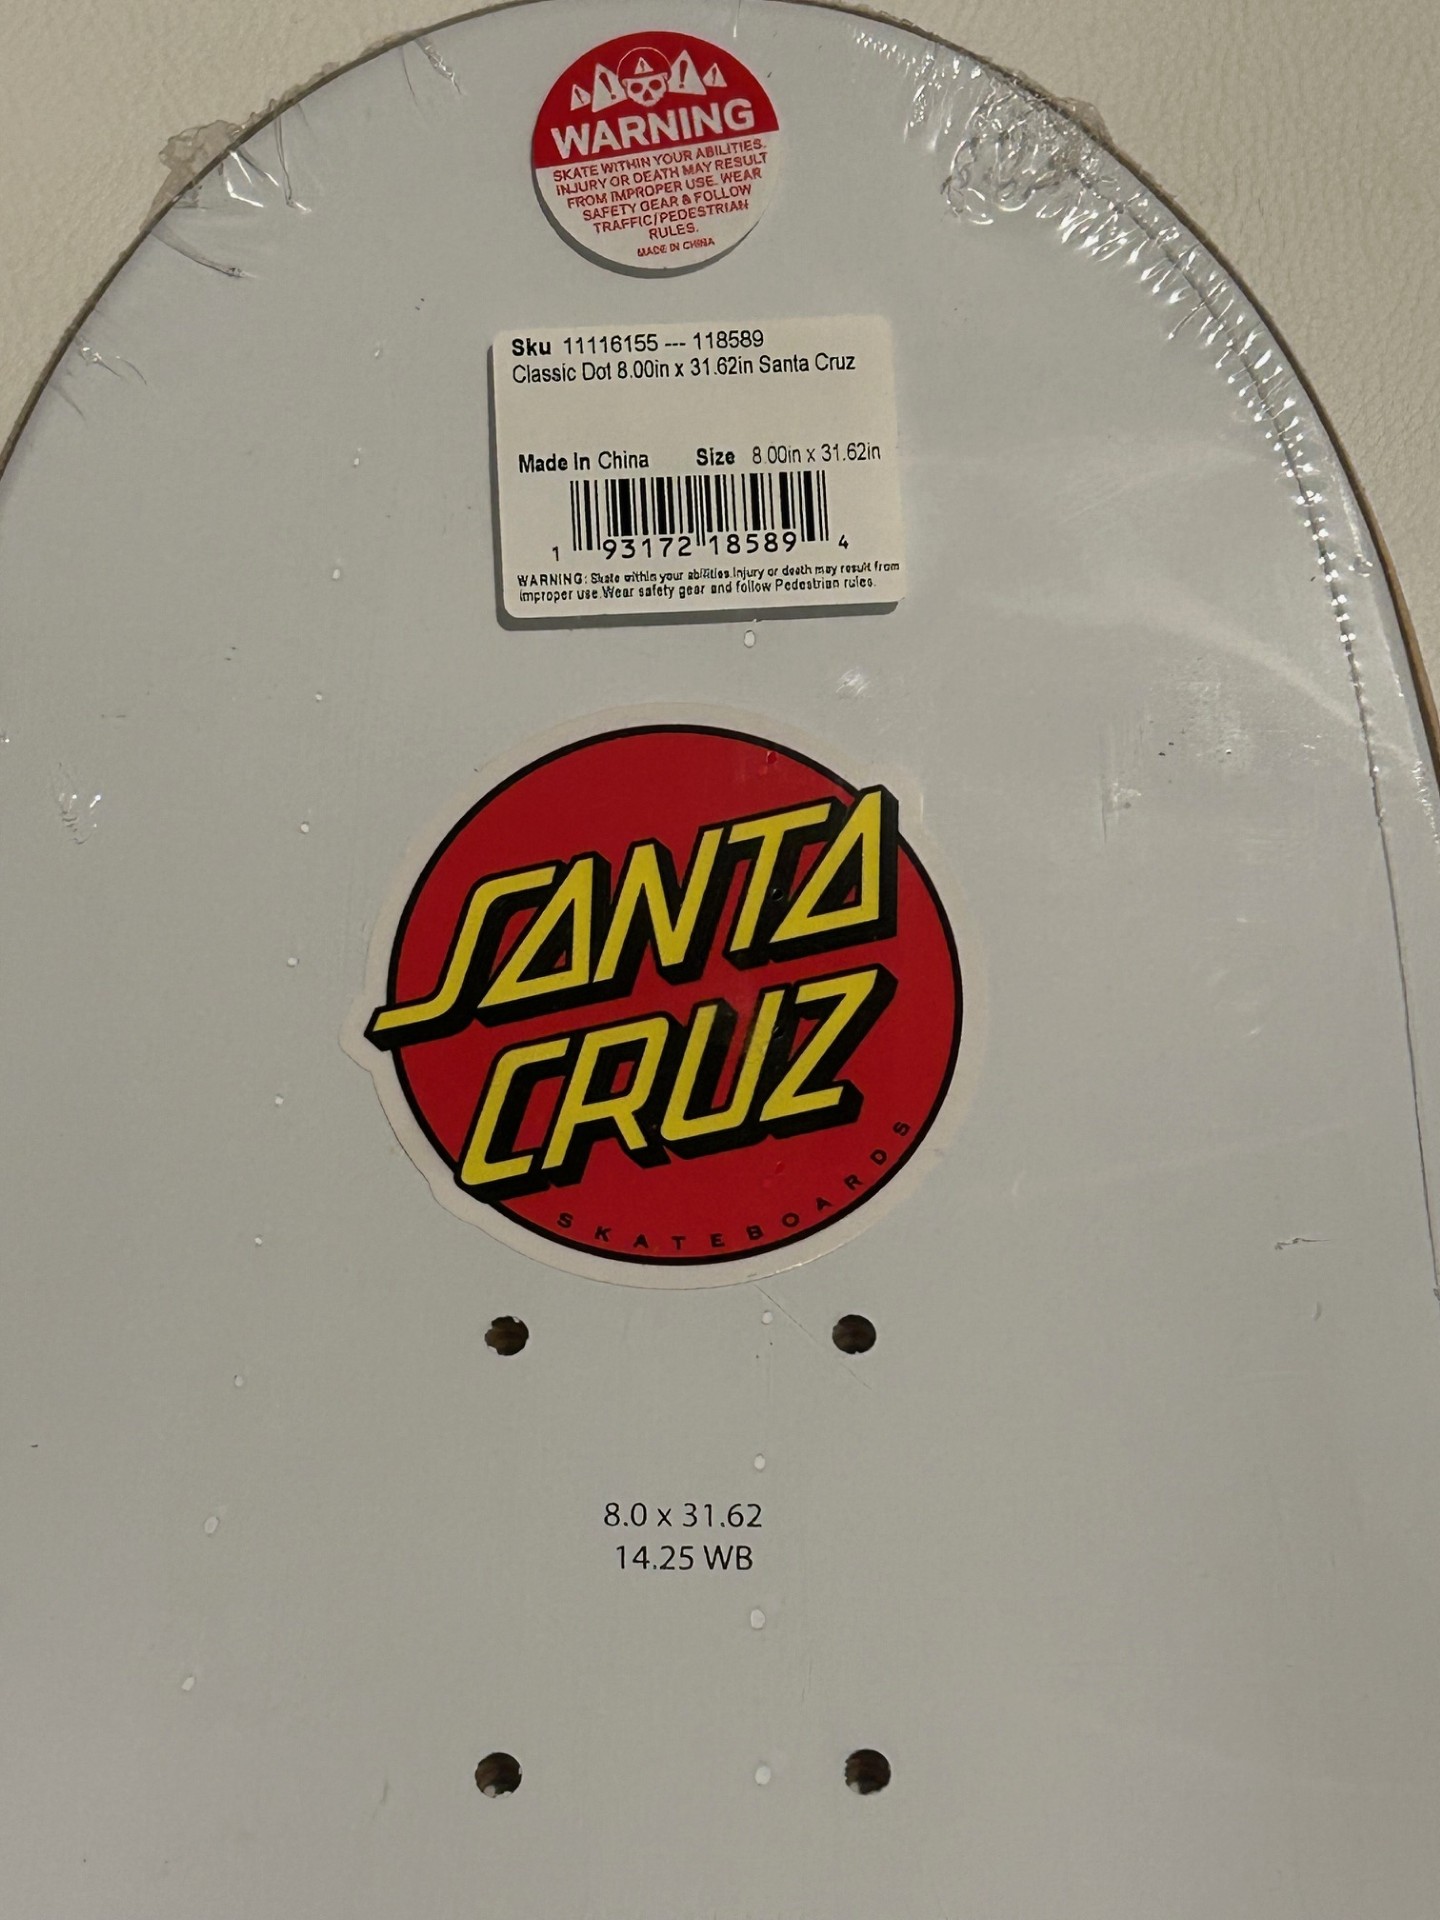 WARNING
SKATE WITHIN YOUR ABILITIES.
INJURY OR DEATH MAY RESULT
FROM IMPROPER USE. WEAR
SAFETY GEAR & FOLLOW
TRAFFIC/PEDESTRIAN
RULES.
MADE IN CHINA
Sku 11116155 --- 118589
Classic Dot 8.00in x 31.62in Santa Cruz
Made In China Size 8.00in x 31.62in
1 93172 18589 4
WARNING: Skate within your abilities.Injury or death may result from
improper use.Wear safety gear and follow Pedestrian rules.
SANTA
CRUZ
SKATEBOARDS
8.0 x 31.62
14.25 WB